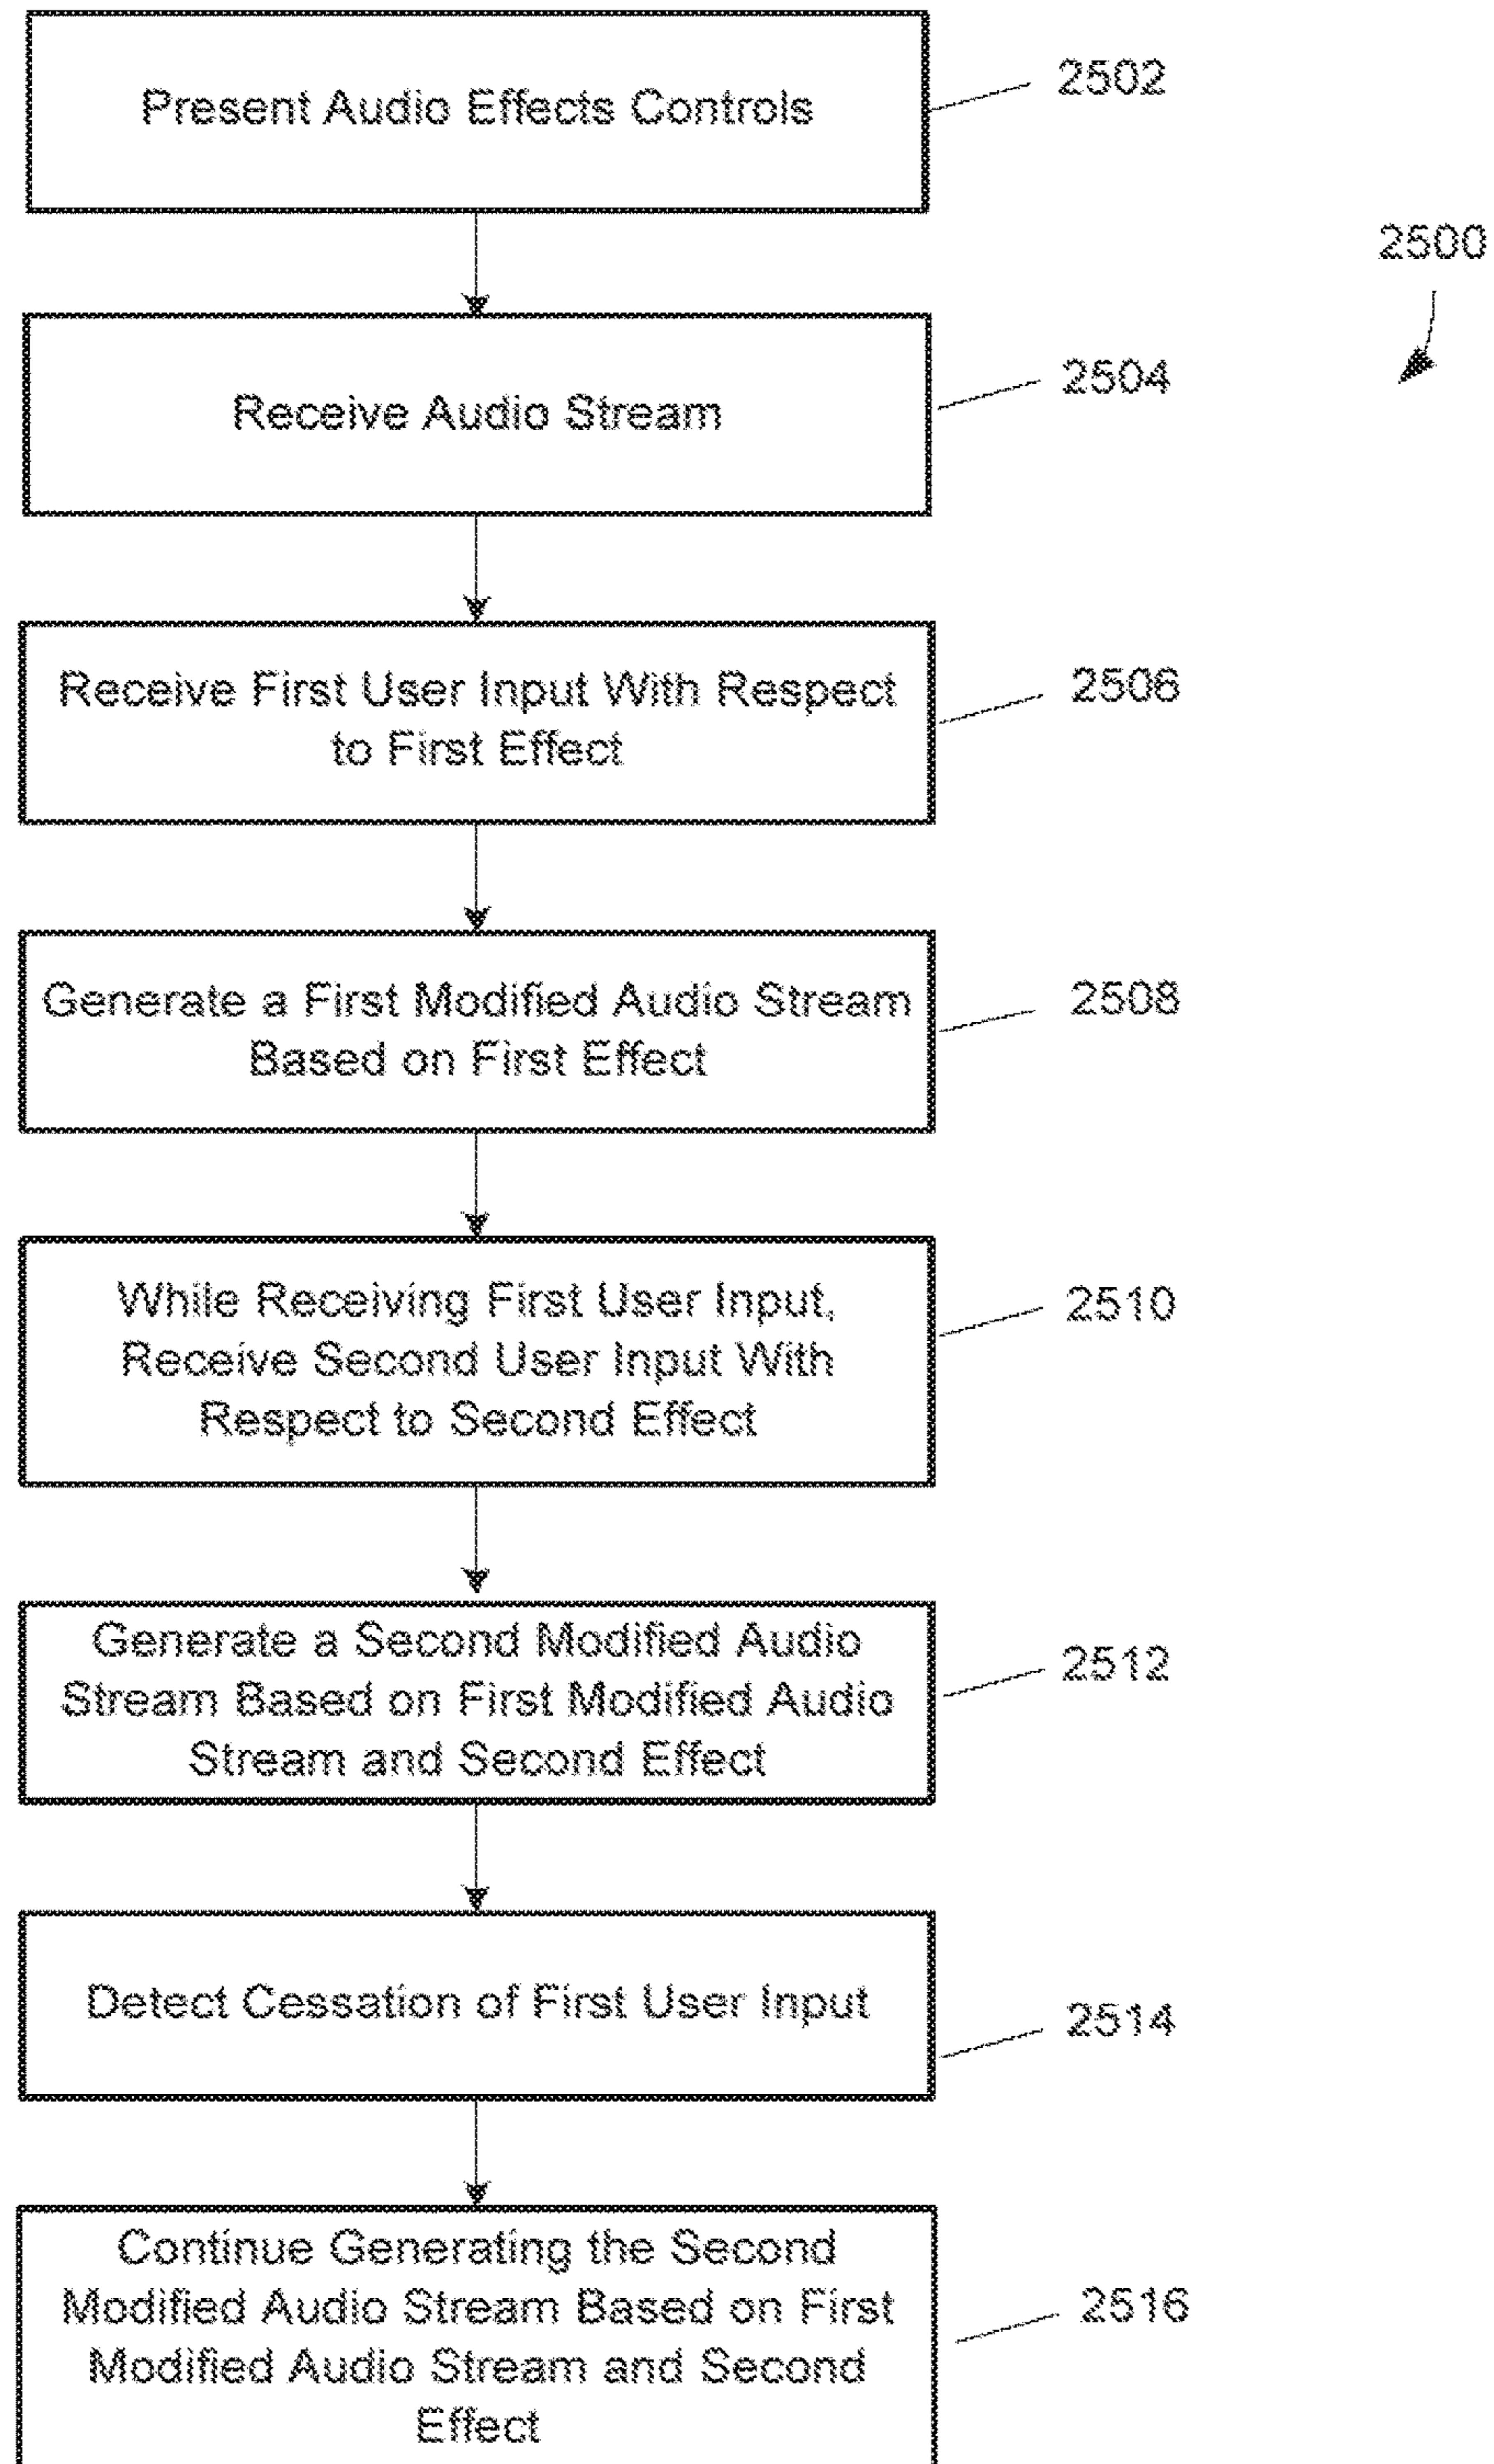 Present Audio Effects Controls
2502
2500
Receive Audio Stream
2504
Receive First User Input With Respect
to First Effect
2506
Generate a First Modified Audio Stream
Based on First Effect
2508
While Receiving First User Input,
Receive Second User Input With
Respect to Second Effect
2510
Generate a Second Modified Audio
Stream Based on First Modified Audio
Stream and Second Effect
2512
Detect Cessation of First User Input
2514
Continue Generating the Second
Modified Audio Stream Based on First
Modified Audio Stream and Second
Effect
2516